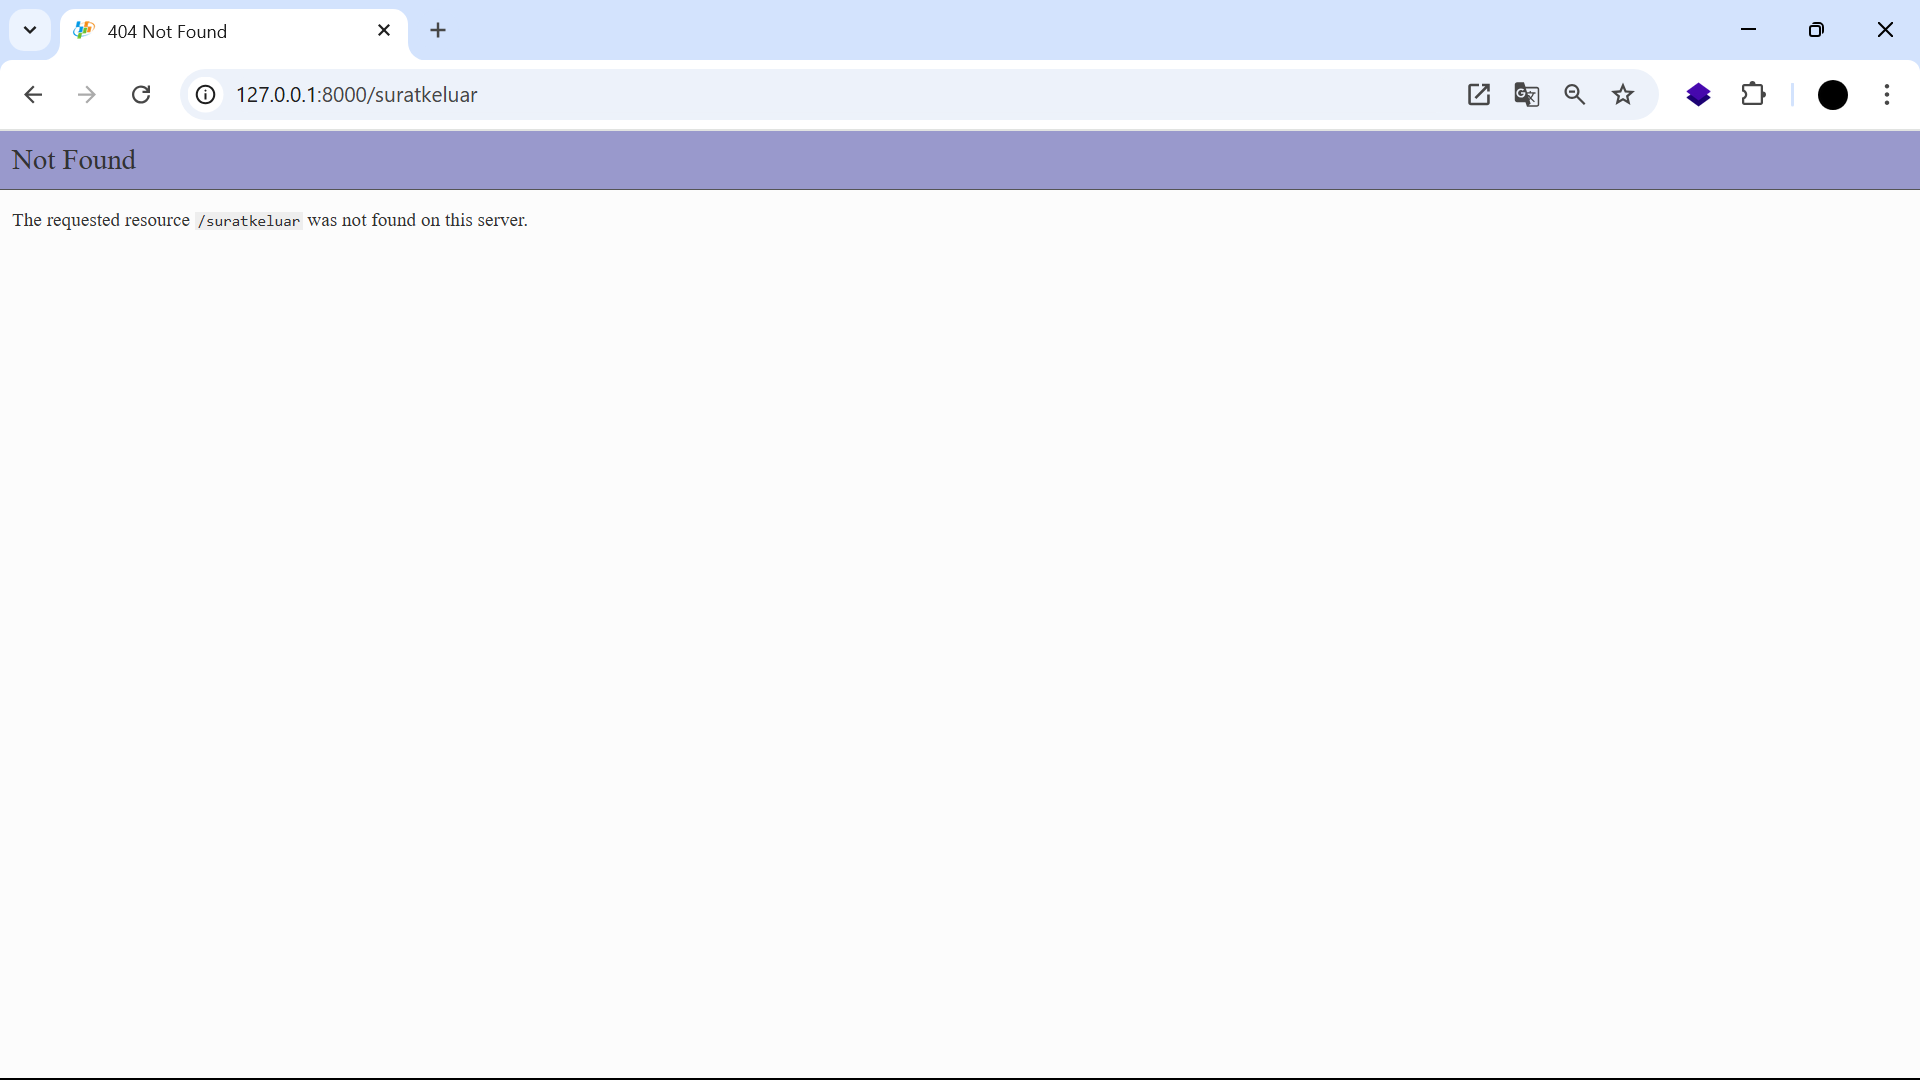 404 Not Found
127.0.0.1:8000/suratkeluar
Not Found
The requested resource /suratkeluar was not found on this server.